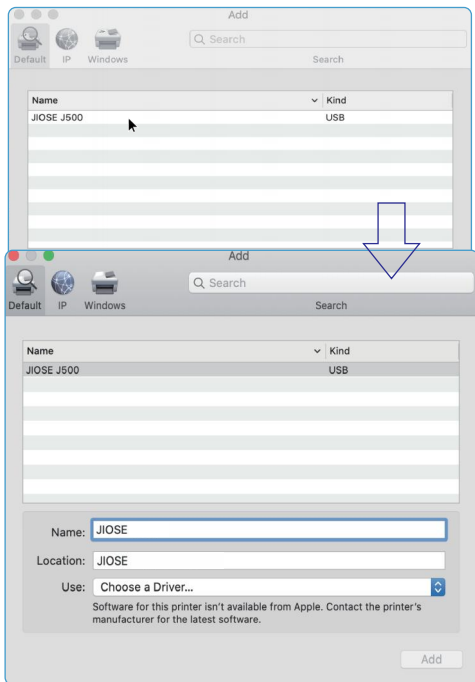 Add
Search
Default IP Windows Search
Name Kind
JIOSE J500 USB
Add
Search
Default IP Windows Search
Name Kind
JIOSE J500 USB
Name: JIOSE
Location: JIOSE
Use: Choose a Driver...
Software for this printer isn't available from Apple. Contact the printer's
manufacturer for the latest software.
Add